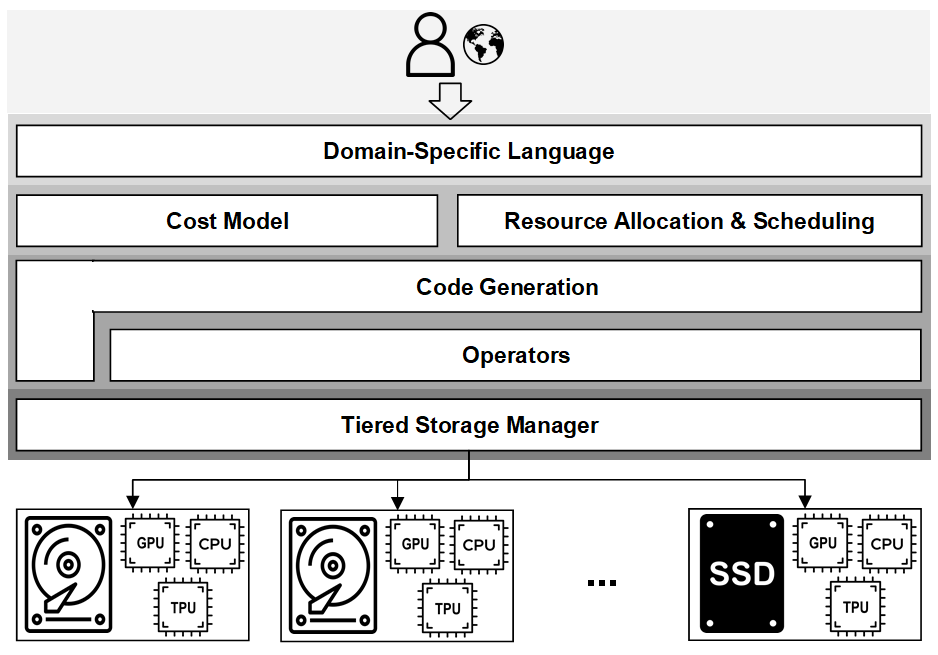 Domain-Specific Language
Cost Model
Resource Allocation & Scheduling
Code Generation
Operators
Tiered Storage Manager
GPU
CPU
TPU
GPU
CPU
TPU
...
SSD
GPU
CPU
TPU